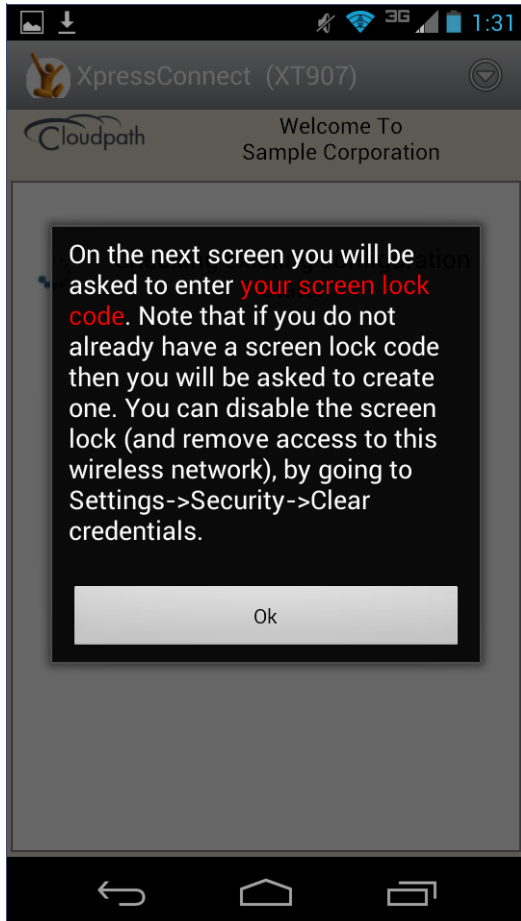 3G 1:31
XpressConnect (XT907)
Cloudpath
Welcome To
Sample Corporation
On the next screen you will be
asked to enter your screen lock
code. Note that if you do not
already have a screen lock code
then you will be asked to create
one. You can disable the screen
lock (and remove access to this
wireless network), by going to
Settings->Security->Clear
credentials.
Ok